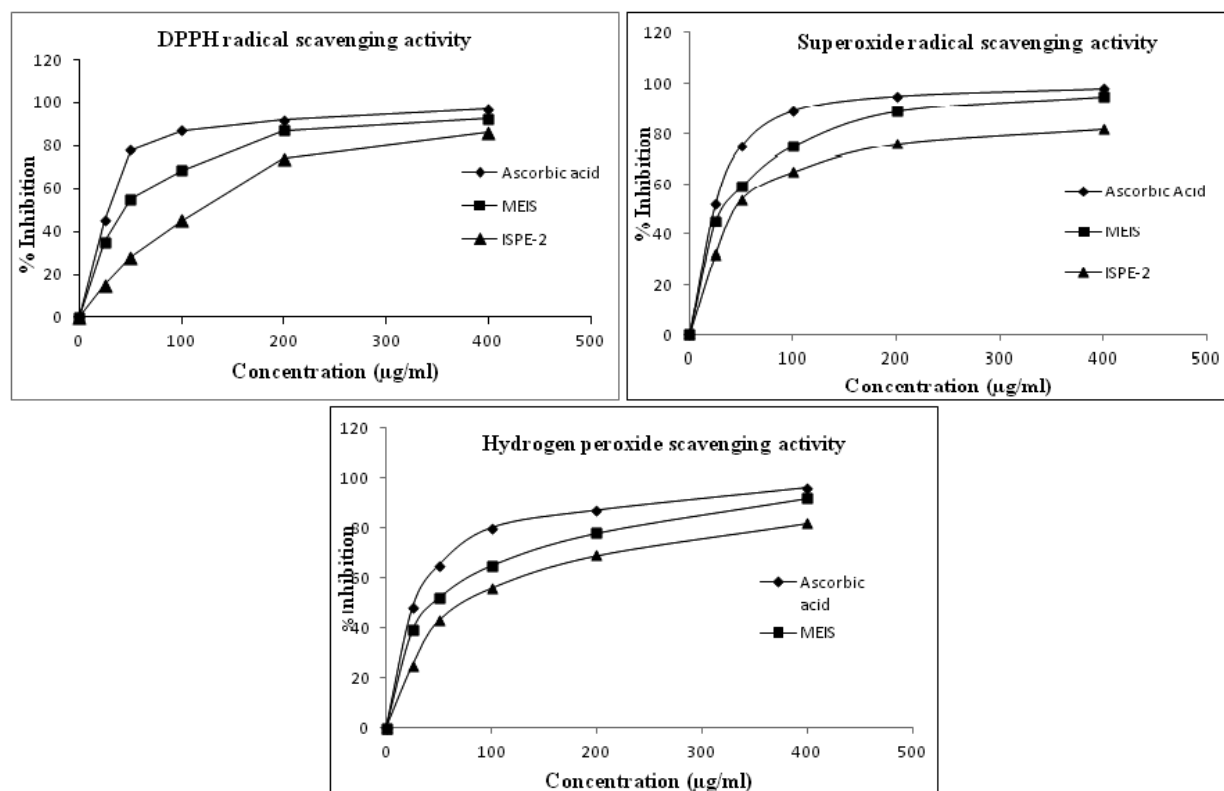 DPPH radical scavenging activity
120
100
80
60
40
20
0
% Inhibition
0 100 200 300 400 500
Concentration (µg/ml)
Ascorbic acid
MEIS
ISPE-2
Superoxide radical scavenging activity
120
100
80
60
40
20
0
% Inhibition
0 100 200 300 400 500
Concentration (µg/ml)
Ascorbic Acid
MEIS
ISPE-2
Hydrogen peroxide scavenging activity
120
100
80
60
40
20
0
% Inhibition
0 100 200 300 400 500
Concentration (µg/ml)
Ascorbic
acid
MEIS